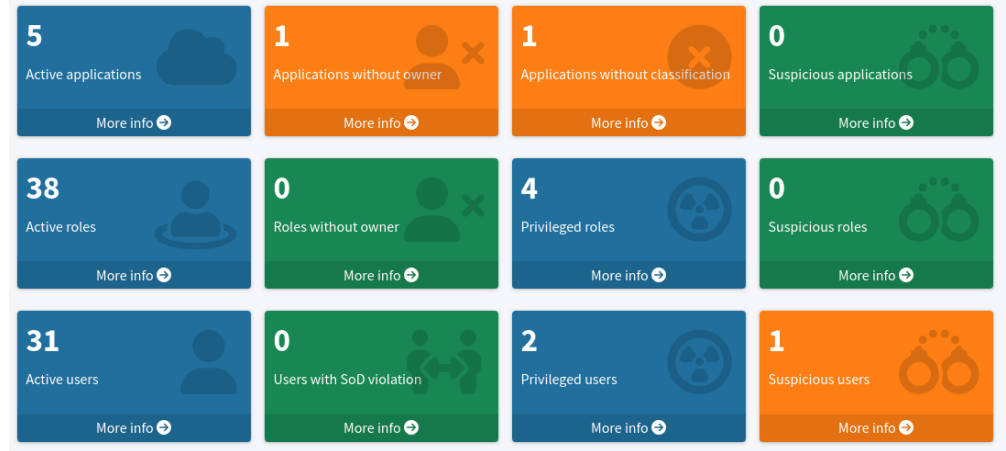 5
Active applications
More info
1
Applications without owner
More info
1
Applications without classification
More info
0
Suspicious applications
More info
38
Active roles
More info
0
Roles without owner
More info
4
Privileged roles
More info
0
Suspicious roles
More info
31
Active users
More info
0
Users with SoD violation
More info
2
Privileged users
More info
1
Suspicious users
More info